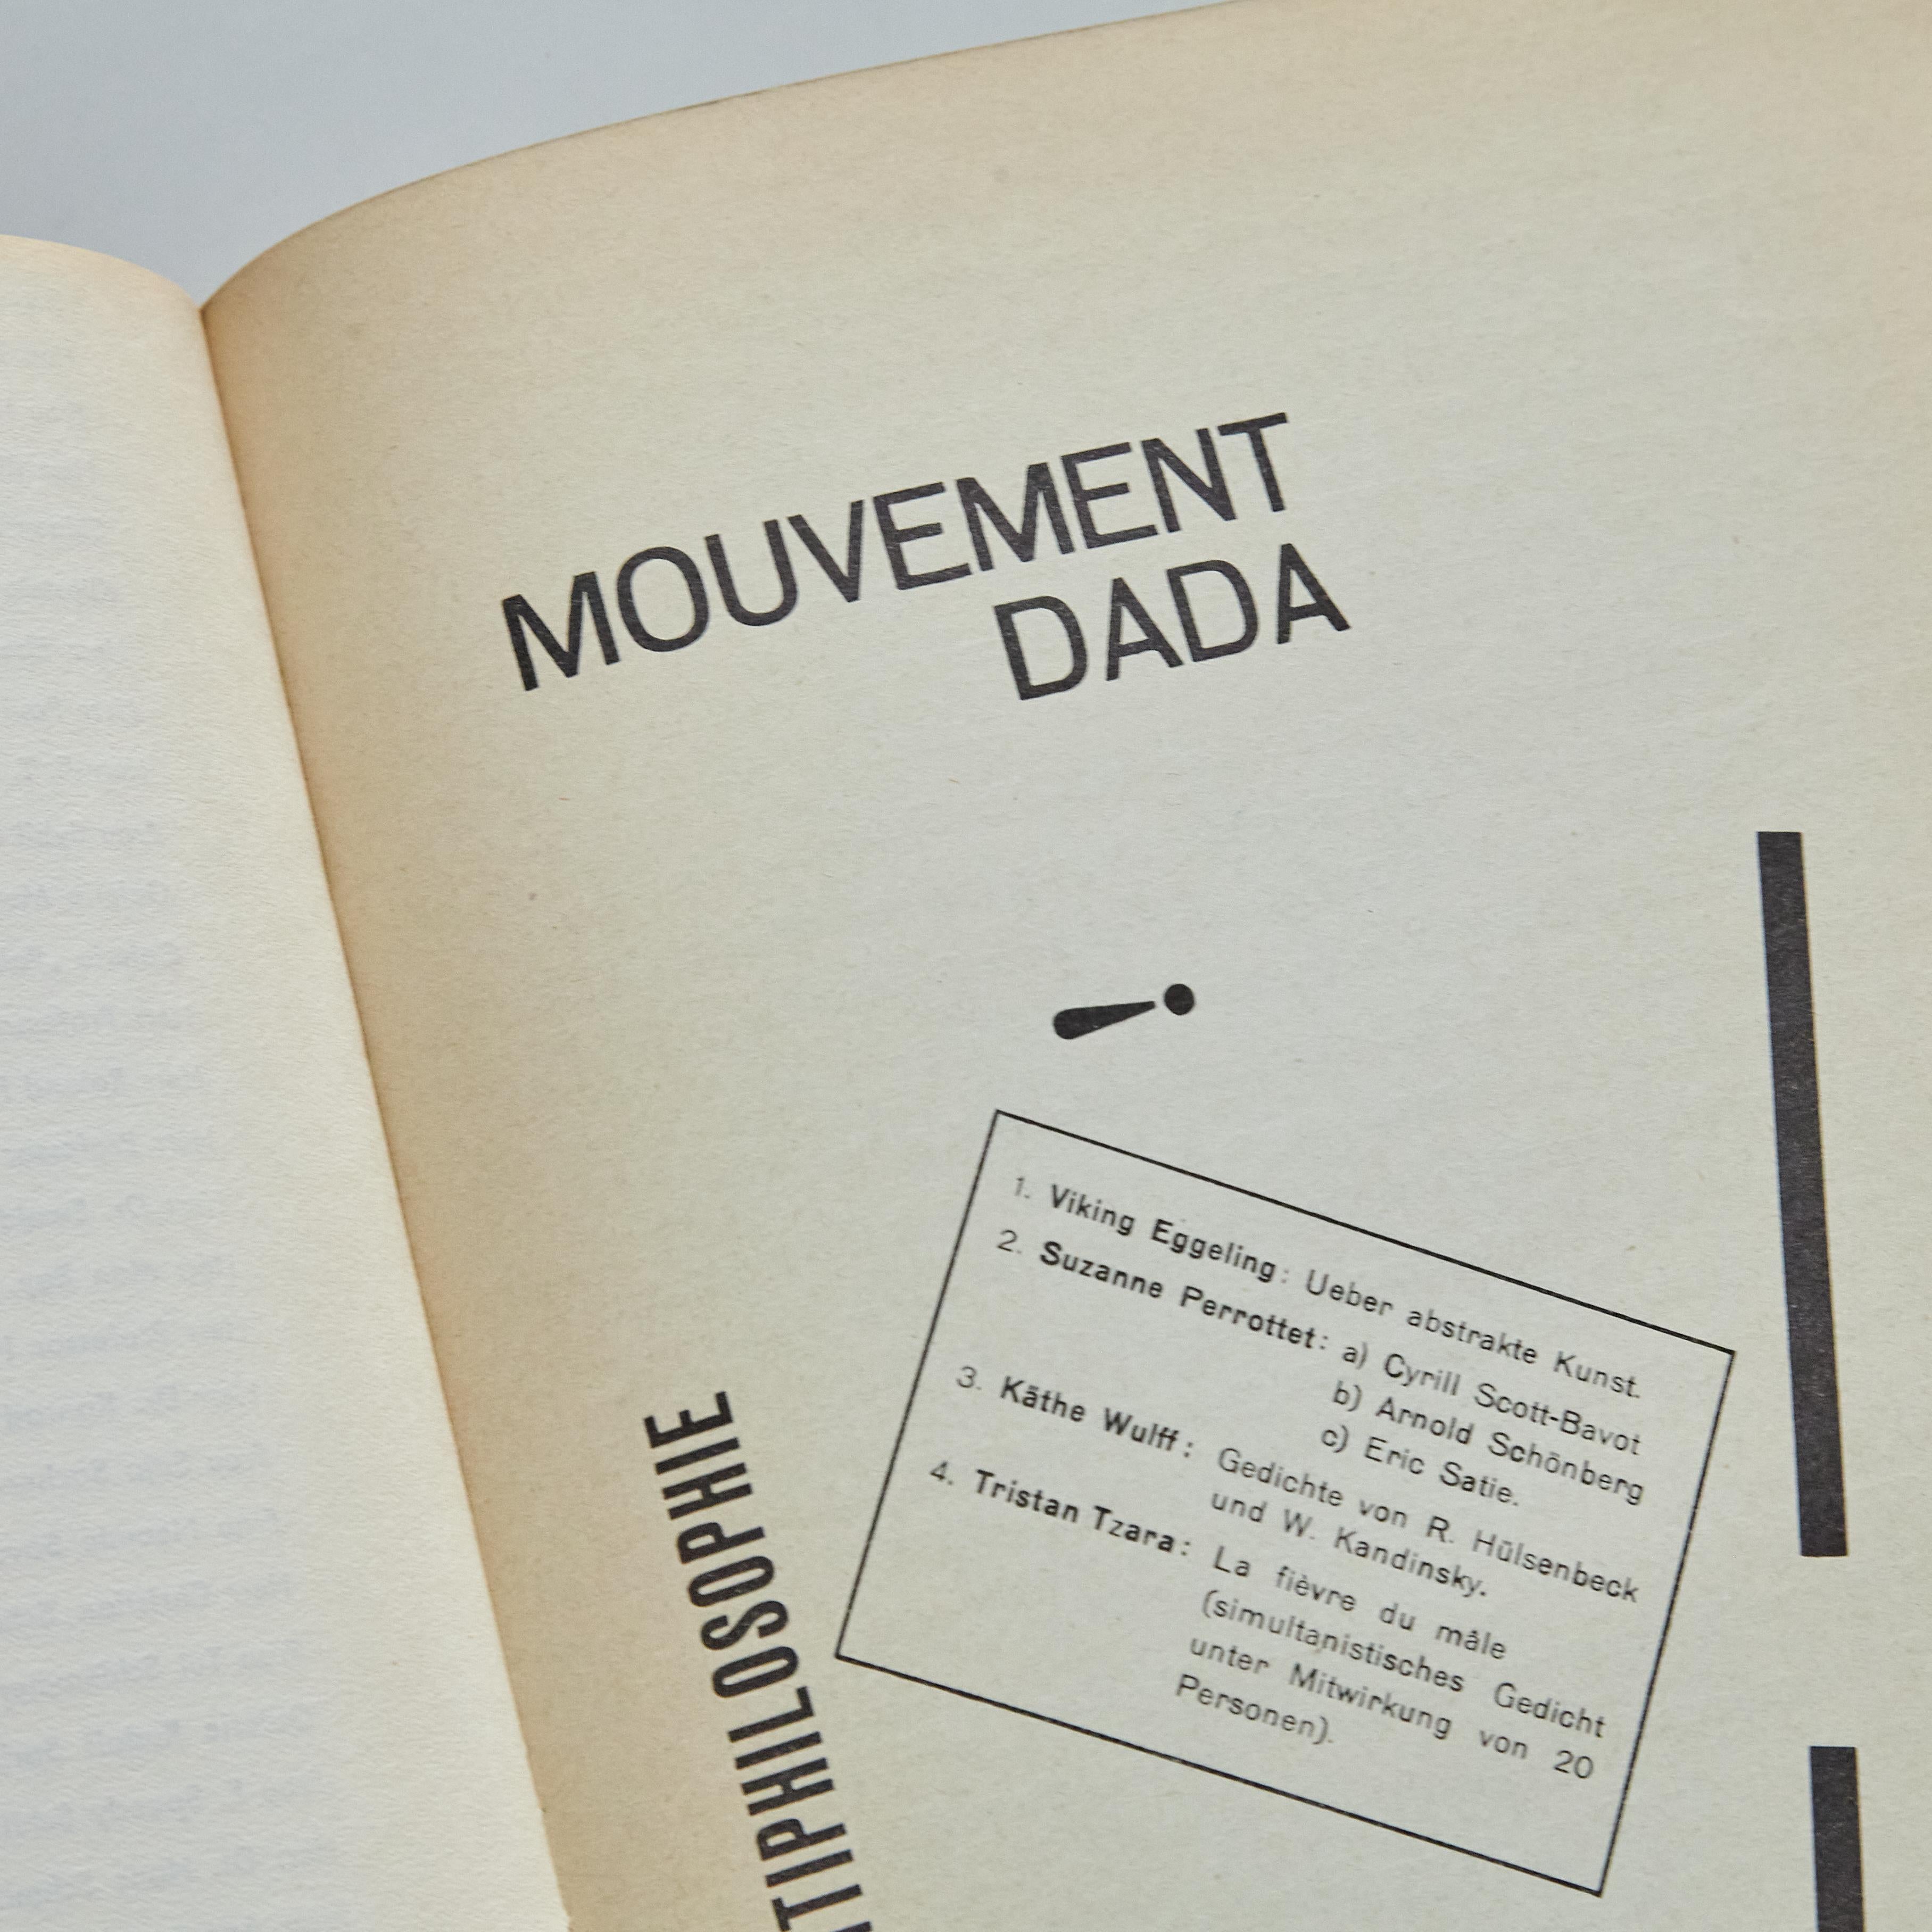 MOUVEMENT
DADA
!
1. Viking Eggeling: Ueber abstrakte Kunst.
2. Suzanne Perrottet: a) Cyrill Scott-Bavot
b) Arnold Schönberg
c) Eric Satie.
3. Käthe Wulff: Gedichte von R. Hülsenbeck
und W. Kandinsky.
4. Tristan Tzara: La fièvre du mâle
(simultanistisches Gedicht
unter Mitwirkung von 20
Personen).
TIPHILOSOPHIE